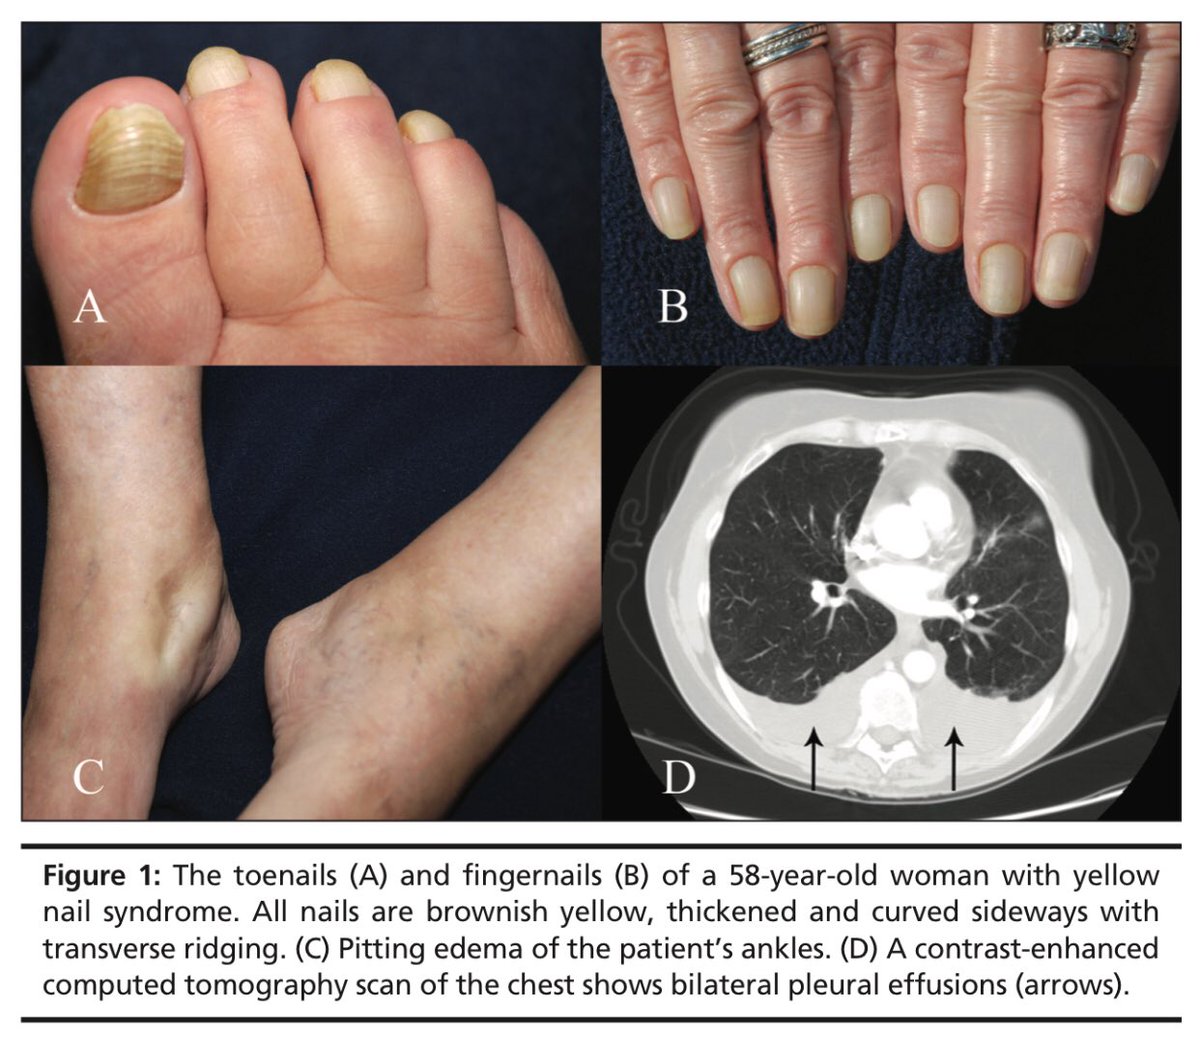 A
B
C
D
Figure 1: The toenails (A) and fingernails (B) of a 58-year-old woman with yellow
nail syndrome. All nails are brownish yellow, thickened and curved sideways with
transverse ridging. (C) Pitting edema of the patient’s ankles. (D) A contrast-enhanced
computed tomography scan of the chest shows bilateral pleural effusions (arrows).